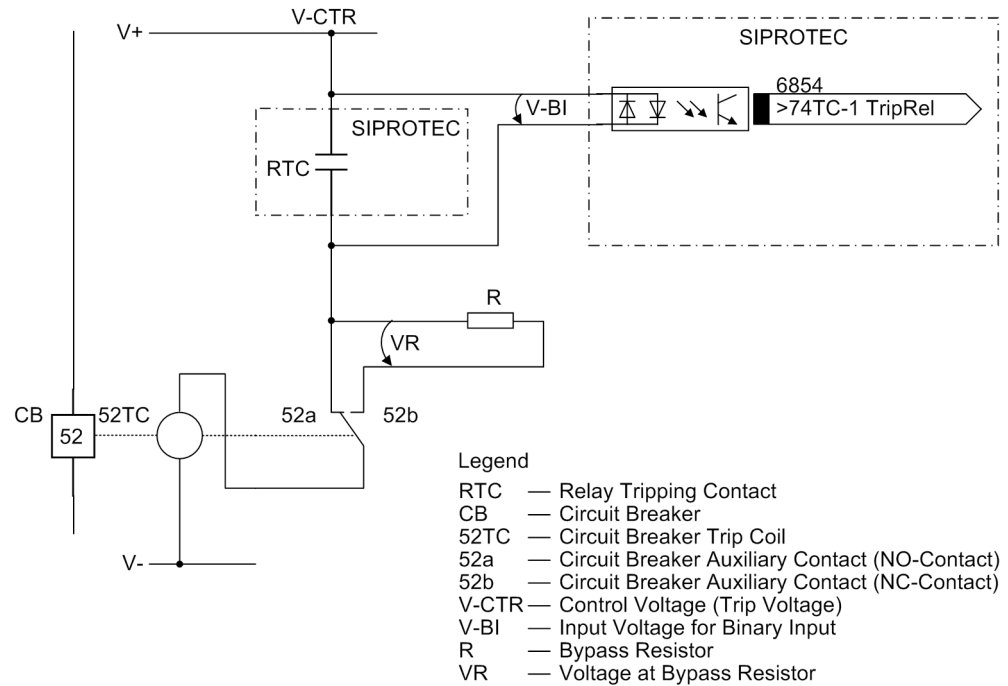 V-CTR
V+
SIPROTEC
6854
V-BI
>74TC-1 TripRel
SIPROTEC
RTC
R
VR
CB
52TC
52a
52b
52
V-
Legend
RTC — Relay Tripping Contact
CB — Circuit Breaker
52TC — Circuit Breaker Trip Coil
52a — Circuit Breaker Auxiliary Contact (NO-Contact)
52b — Circuit Breaker Auxiliary Contact (NC-Contact)
V-CTR — Control Voltage (Trip Voltage)
V-BI — Input Voltage for Binary Input
R — Bypass Resistor
VR — Voltage at Bypass Resistor